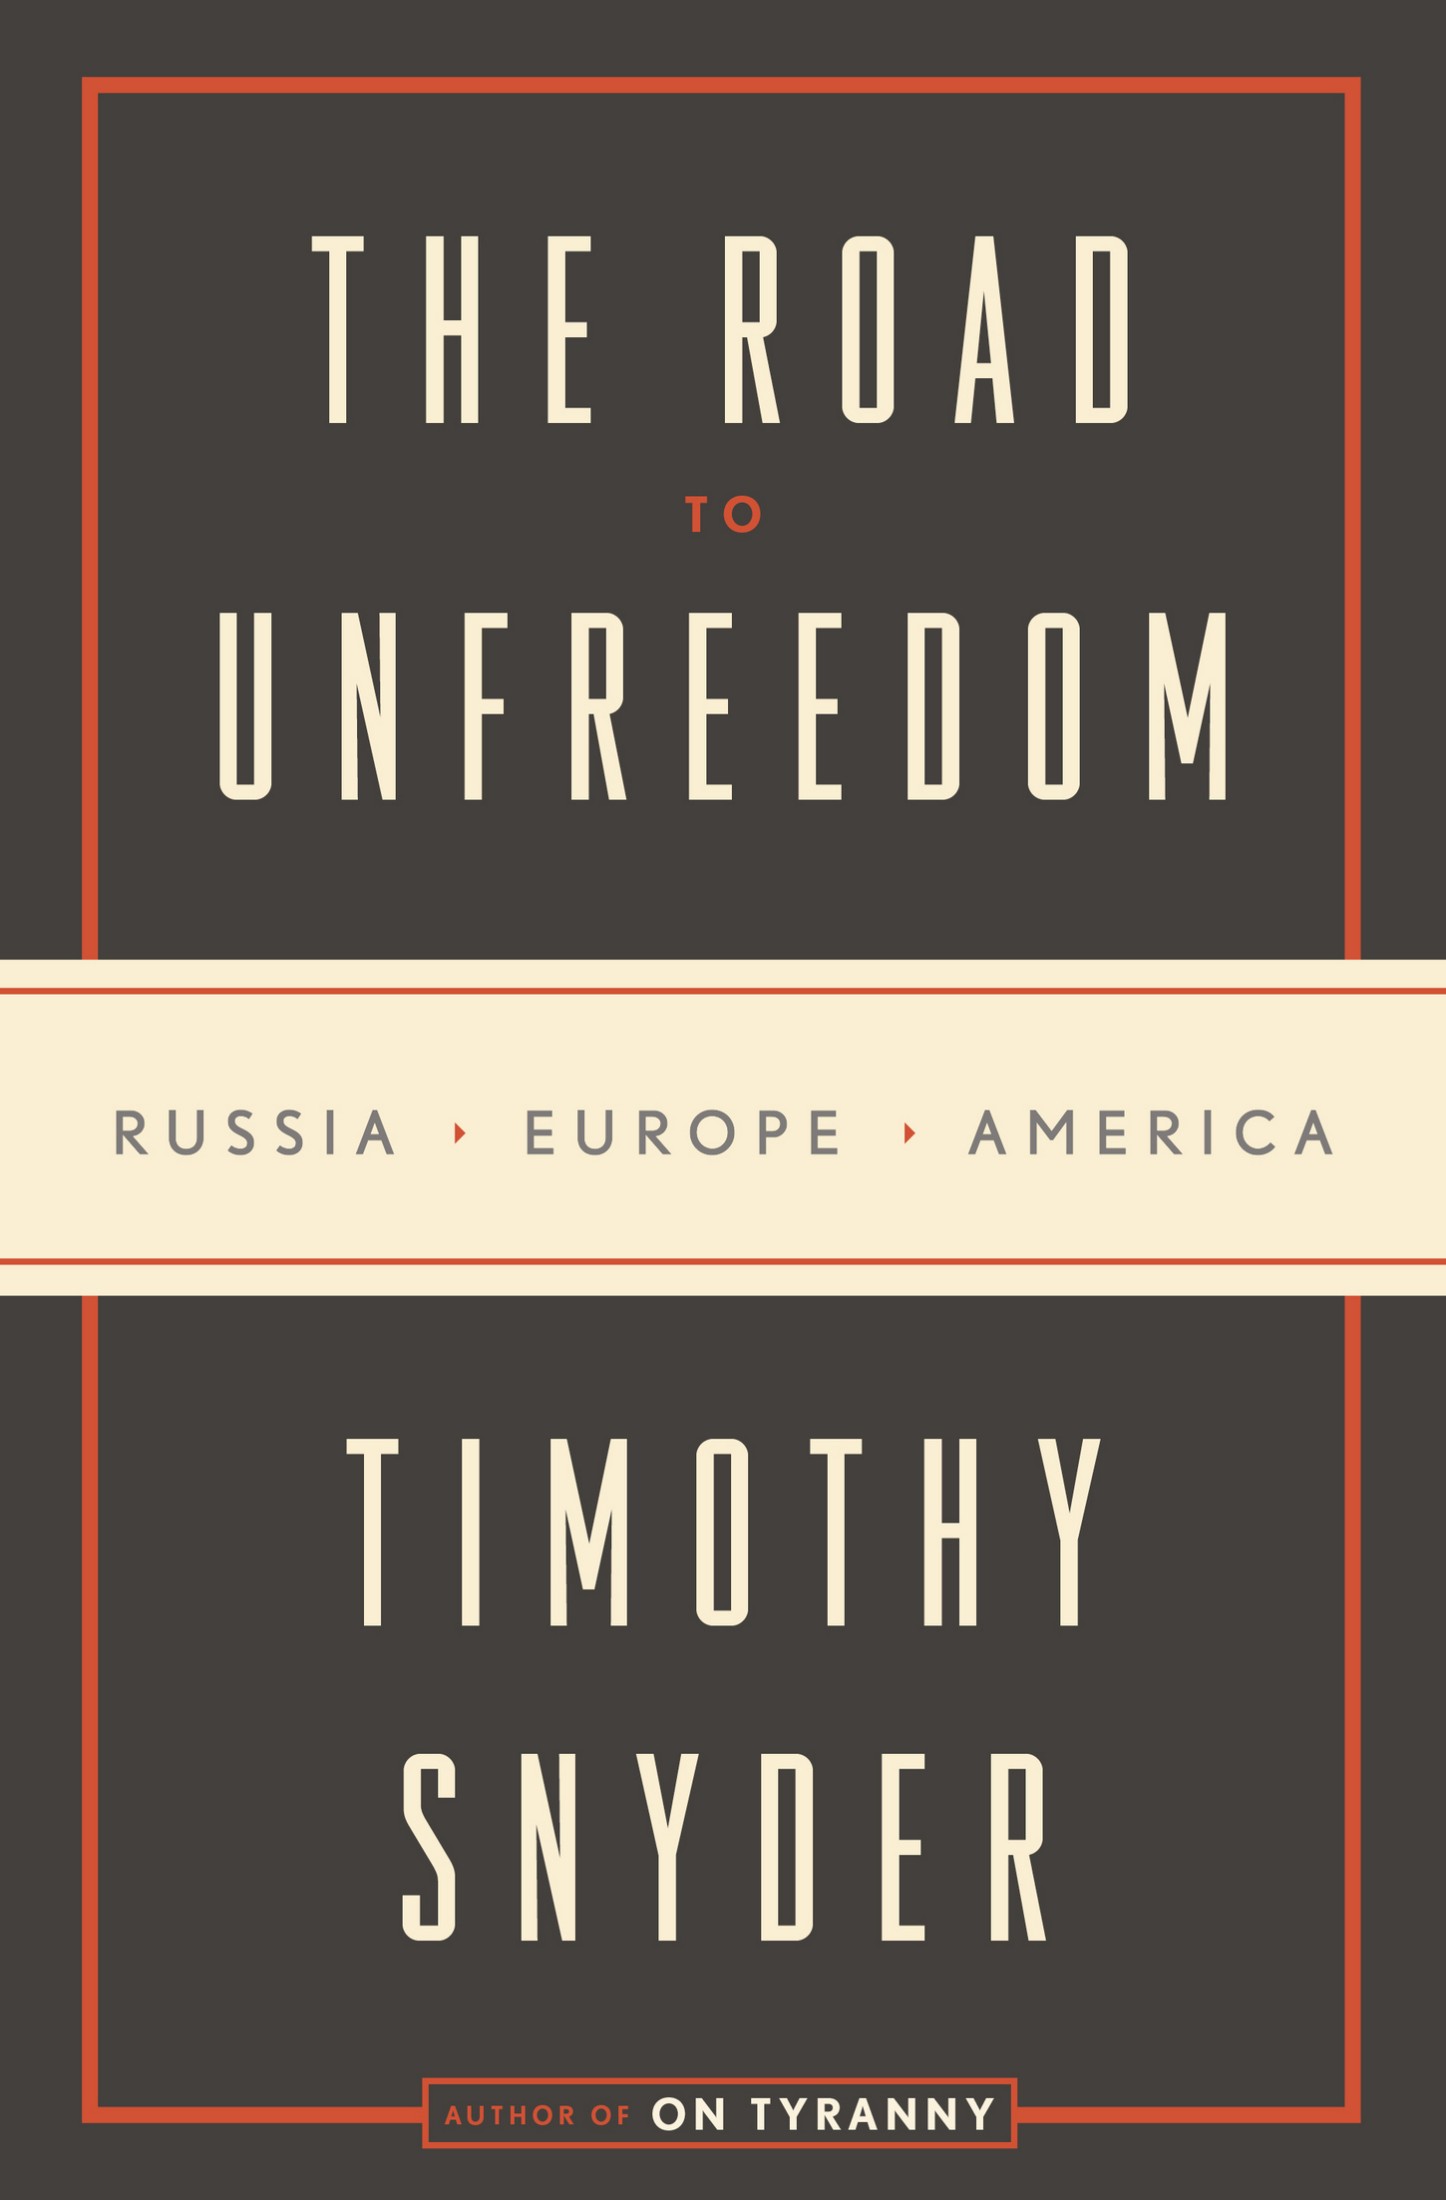 THE ROAD
TO
UNFREEDOM
RUSSIA ▸ EUROPE ▸ AMERICA
TIMOTHY
SNYDER
AUTHOR OF ON TYRANNY